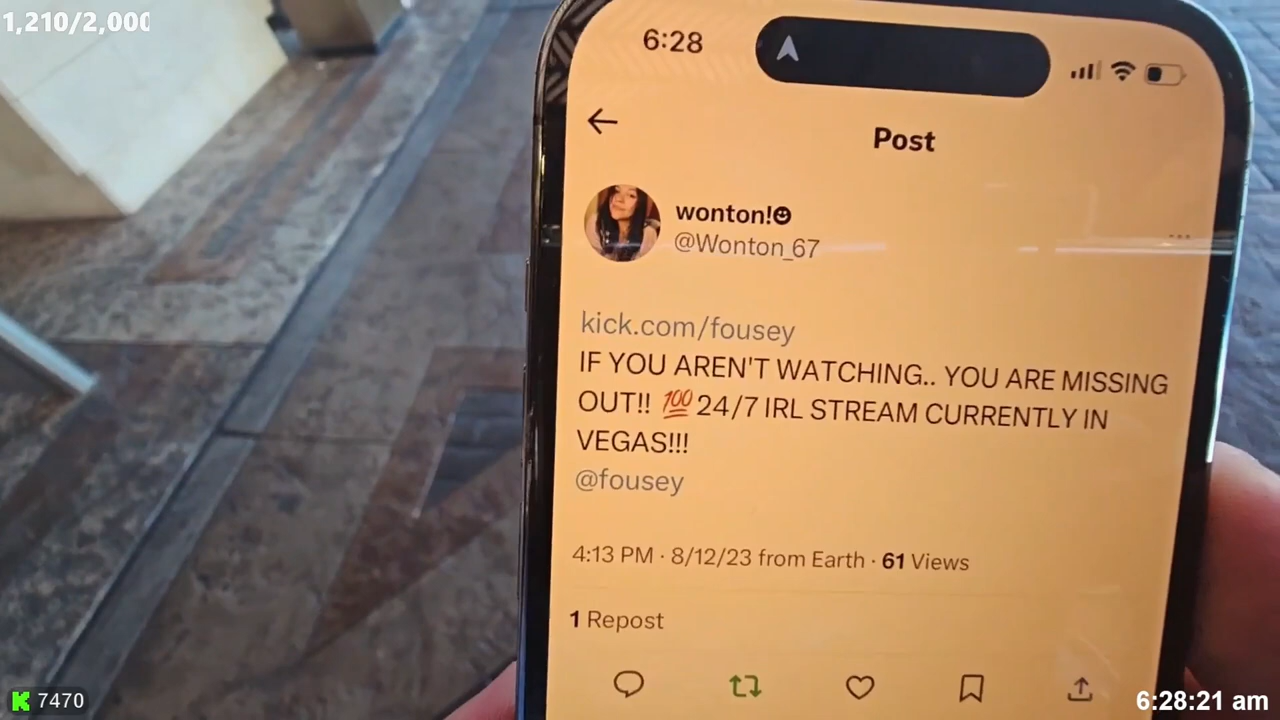 1,210/2,000
6:28
Post
wonton!
@Wonton_67
kick.com/fousey
IF YOU AREN'T WATCHING.. YOU ARE MISSING
OUT!! 💯 24/7 IRL STREAM CURRENTLY IN
VEGAS!!!
@fousey
4:13 PM · 8/12/23 from Earth · 61 Views
1 Repost
K 7470
6:28:21 am